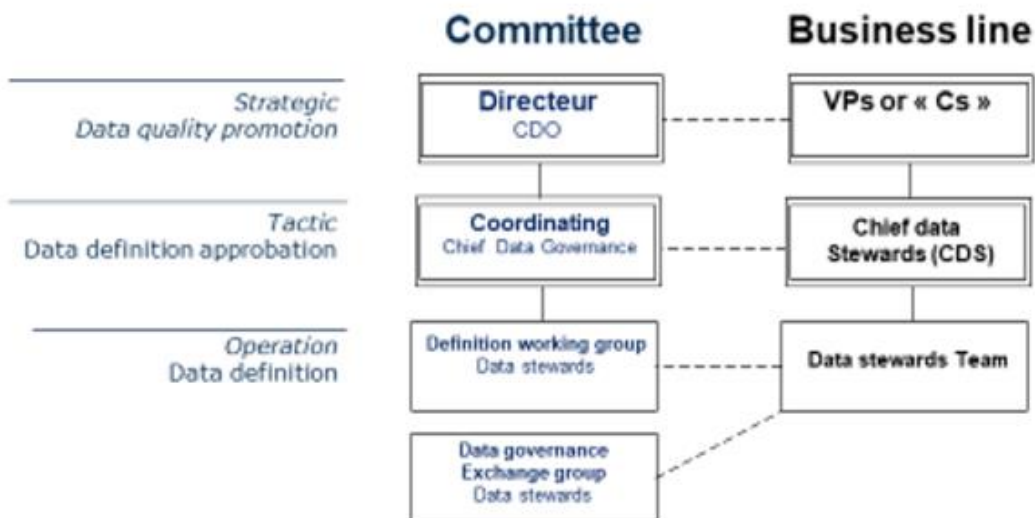 Committee
Business line
Strategic
Data quality promotion
Directeur
CDO
VPs or « Cs »
Tactic
Data definition approbation
Coordinating
Chief Data Governance
Chief data
Stewards (CDS)
Operation
Data definition
Definition working group
Data stewards
Data stewards Team
Data governance
Exchange group
Data stewards